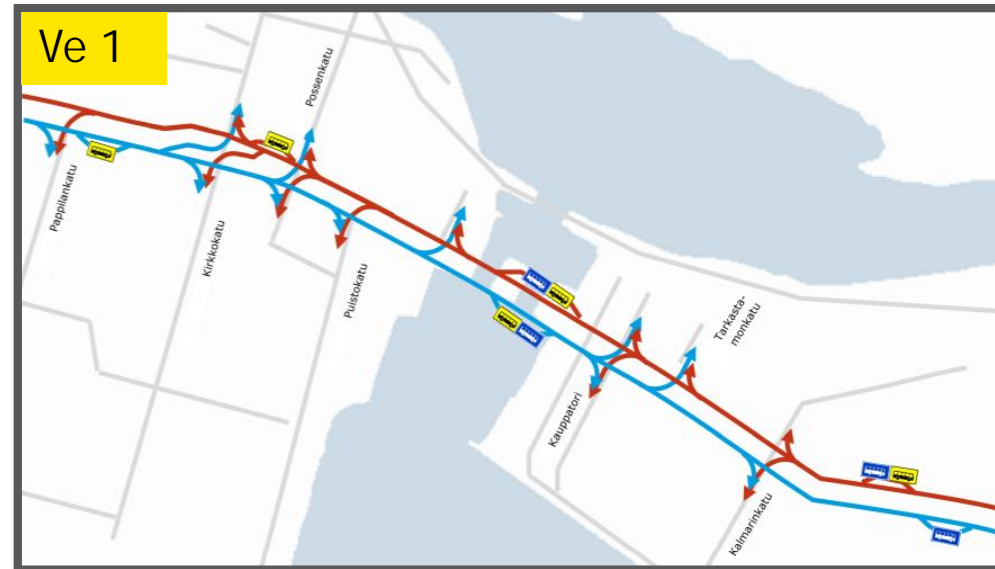 Ve 1
Possenkatu
Pappilankatu
Kirkkokatu
Puistokatu
Tarkasta-
monkatu
Kauppatori
Kalmarinkatu